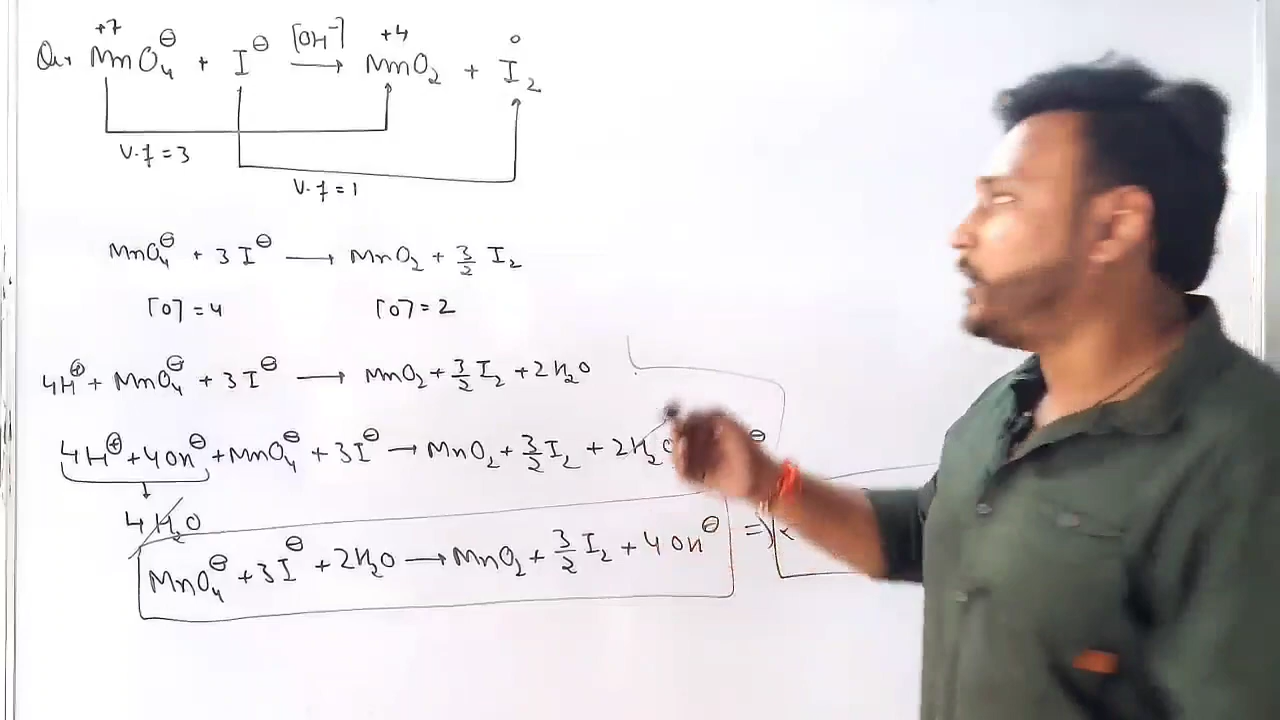 Qu. MnO₄⊖ + I⊖ →[OH⁻] MnO₂ + I₂
+7 +4 0
v.f = 3
v.f = 1
MnO₄⊖ + 3I⊖ → MnO₂ + 3/2 I₂
[O] = 4 [O] = 2
4H⊕ + MnO₄⊖ + 3I⊖ → MnO₂ + 3/2 I₂ + 2H₂O
4H⊕ + 4OH⊖ + MnO₄⊖ + 3I⊖ → MnO₂ + 3/2 I₂ + 2H₂O
4H₂O
MnO₄⊖ + 3I⊖ + 2H₂O → MnO₂ + 3/2 I₂ + 4OH⊖ ⇒